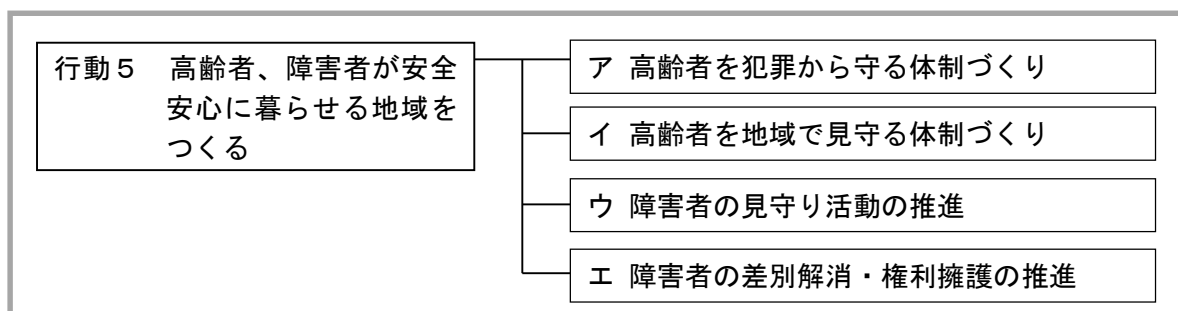 行動５　高齢者、障害者が安全
安心に暮らせる地域を
つくる
ア 高齢者を犯罪から守る体制づくり
イ 高齢者を地域で見守る体制づくり
ウ 障害者の見守り活動の推進
エ 障害者の差別解消・権利擁護の推進